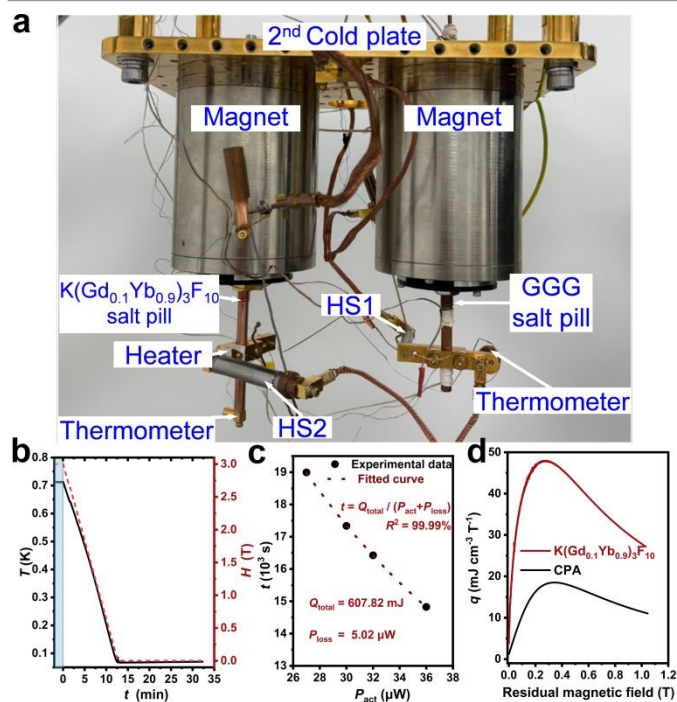 a
2nd Cold plate
Magnet
Magnet
K(Gd0.1Yb0.9)3F10
salt pill
HS1
GGG
salt pill
Heater
Thermometer
HS2
Thermometer
b
0.8
0.7
0.6
0.5
0.4
0.3
0.2
0.1
T (K)
3.0
2.5
2.0
1.5
1.0
0.5
0.0
H (T)
0 5 10 15 20 25 30 35
t (min)
c
19
18
17
16
15
14
13
t (10³ s)
Experimental data
Fitted curve
t = Qtotal / (Pact+Ploss)
R² = 99.99%
Qtotal = 607.82 mJ
Ploss = 5.02 μW
26 28 30 32 34 36 38
Pact (μW)
d
50
40
30
20
10
0
q (mJ cm⁻³ T⁻¹)
K(Gd0.1Yb0.9)3F10
CPA
0.0 0.2 0.4 0.6 0.8 1.0 1.2
Residual magnetic field (T)